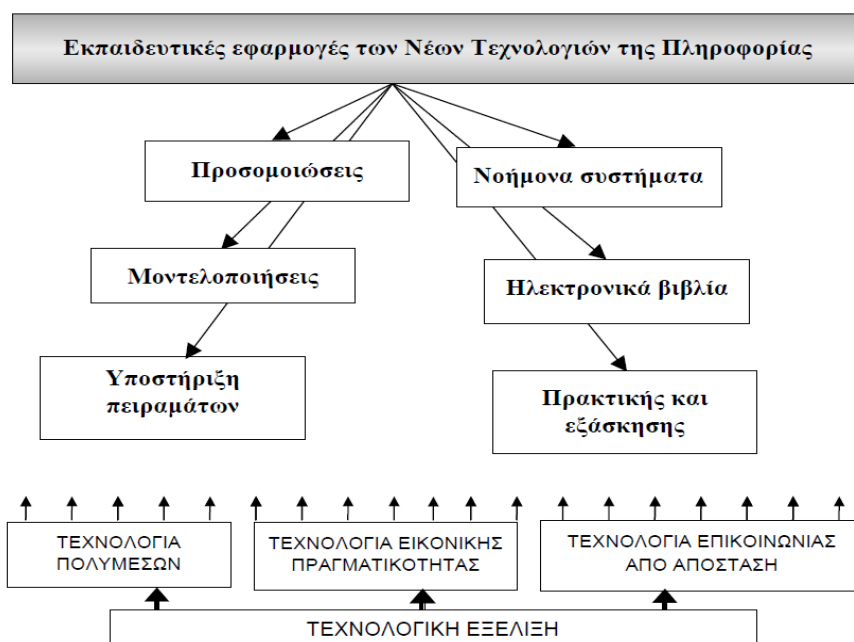 Εκπαιδευτικές εφαρμογές των Νέων Τεχνολογιών της Πληροφορίας
Προσομοιώσεις
Νοήμονα συστήματα
Μοντελοποιήσεις
Ηλεκτρονικά βιβλία
Υποστήριξη
πειραμάτων
Πρακτικής και
εξάσκησης
ΤΕΧΝΟΛΟΓΙΑ
ΠΟΛΥΜΕΣΩΝ
ΤΕΧΝΟΛΟΓΙΑ ΕΙΚΟΝΙΚΗΣ
ΠΡΑΓΜΑΤΙΚΟΤΗΤΑΣ
ΤΕΧΝΟΛΟΓΙΑ ΕΠΙΚΟΙΝΩΝΙΑΣ
ΑΠΟ ΑΠΟΣΤΑΣΗ
ΤΕΧΝΟΛΟΓΙΚΗ ΕΞΕΛΙΞΗ